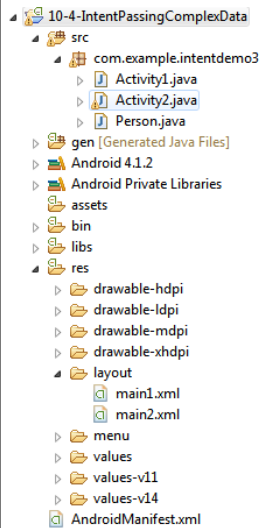 10-4-IntentPassingComplexData
src
com.example.intentdemo3
Activity1.java
Activity2.java
Person.java
gen [Generated Java Files]
Android 4.1.2
Android Private Libraries
assets
bin
libs
res
drawable-hdpi
drawable-ldpi
drawable-mdpi
drawable-xhdpi
layout
main1.xml
main2.xml
menu
values
values-v11
values-v14
AndroidManifest.xml